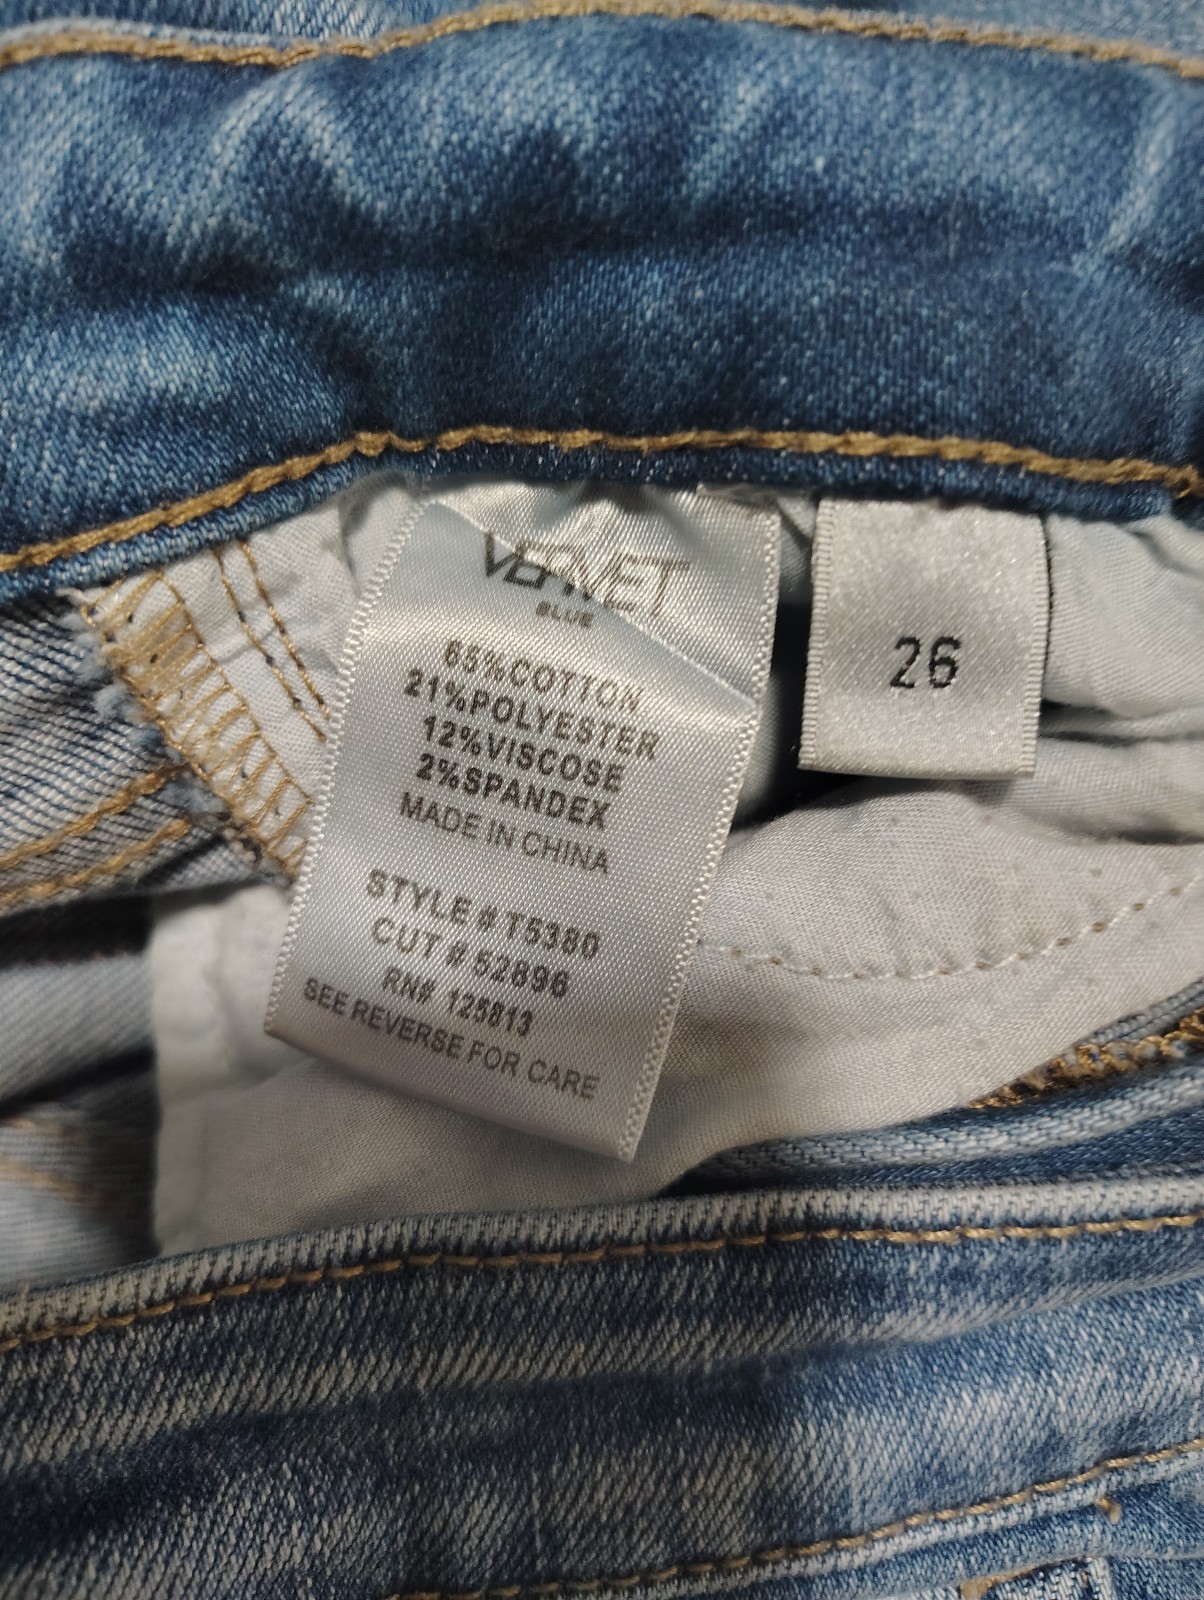 VERVET
BLUE
65%COTTON
21%POLYESTER
12%VISCOSE
2%SPANDEX
MADE IN CHINA
STYLE # T5380
CUT # 52896
RN# 125813
SEE REVERSE FOR CARE
26